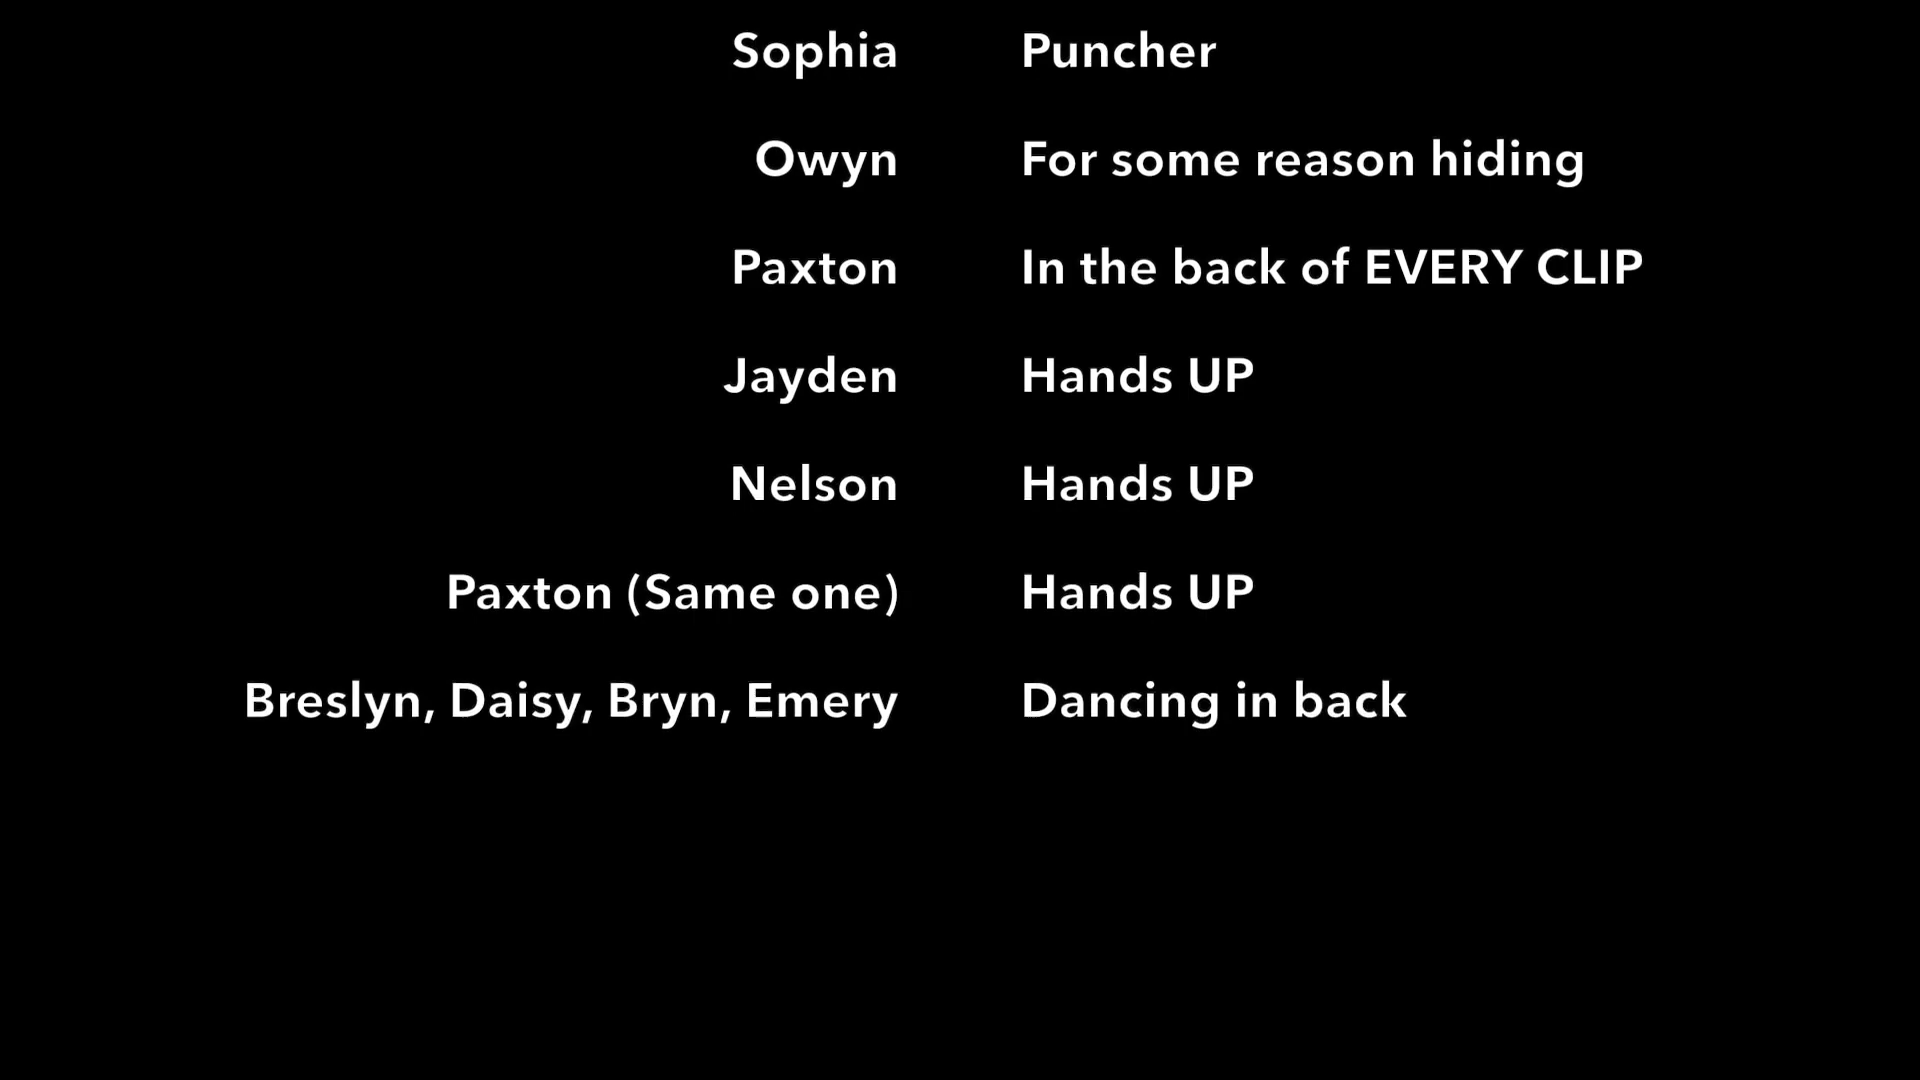 Sophia Puncher
Owyn For some reason hiding
Paxton In the back of EVERY CLIP
Jayden Hands UP
Nelson Hands UP
Paxton (Same one) Hands UP
Breslyn, Daisy, Bryn, Emery Dancing in back